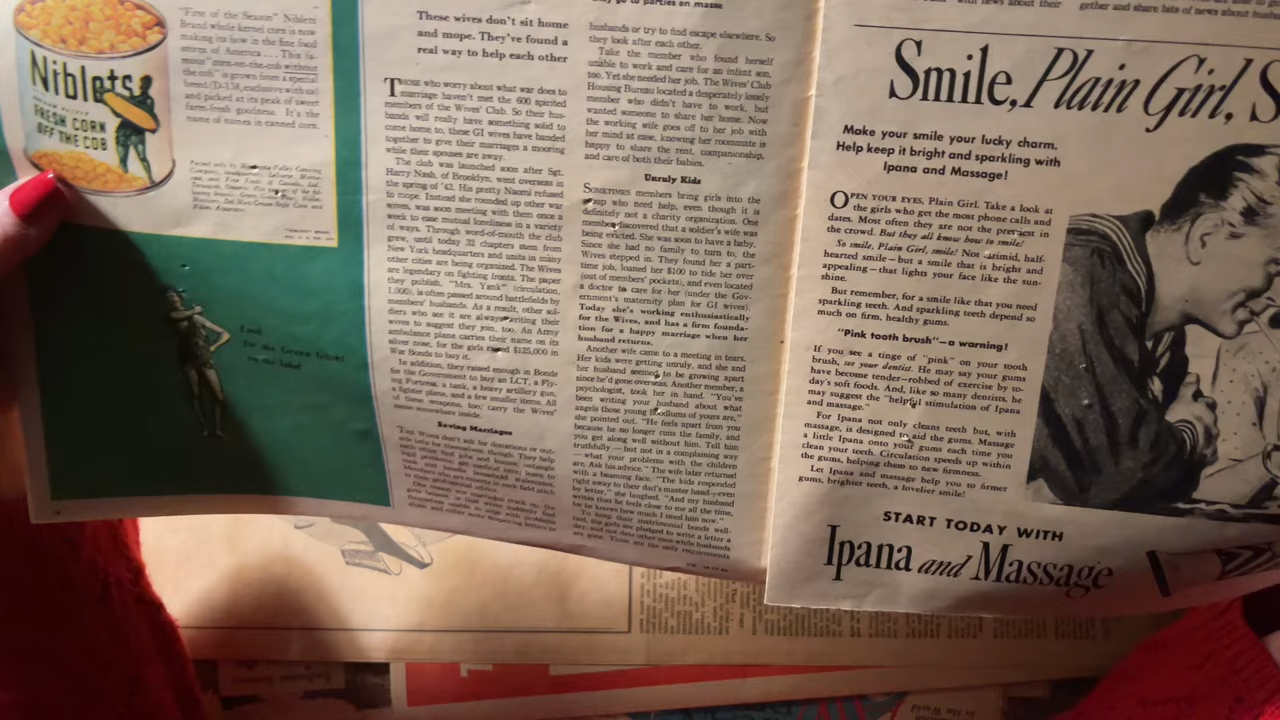 Niblets
FRESH CORN
OFF THE COB
"First of the Season" Niblets
Brand whole kernel corn is now
making its bow in the fine food
stores of America . . . This fa-
mous "corn-on-the-cob without
the cob" is grown from a special
breed (D-138, exclusive with us)
and picked at its peak of sweet
farm-fresh goodness. It's the
name of names in canned corn.
Look
for the Green Giant
on the label
These wives don't sit home
and mope. They've found a
real way to help each other
THOSE who worry about what war does to
marriage haven't met the 600 spirited
members of the Wives' Club. So their hus-
bands will really have something solid to
come home to, these GI wives have banded
together to give their marriages a mooring
while their spouses are away.
The club was launched soon after Sgt.
Harry Nash, of Brooklyn, went overseas in
the spring of '43. His pretty Naomi refused
to mope. Instead she rounded up other war
wives, was soon meeting with them once a
week to ease mutual loneliness in a variety
of ways. Through word-of-mouth the club
grew, until today 32 chapters stem from
New York headquarters and units in many
other cities are being organized. The Wives
are legendary on fighting fronts. The paper
they publish, "Mrs. Yank" (circulation,
1,000), is often passed around battlefields by
members' husbands. As a result, other sol-
diers who see it are always writing their
wives to suggest they join, too. An Army
ambulance plane carries their name on its
silver nose, for the girls raised $125,000 in
War Bonds to buy it.
In addition, they raised enough in Bonds
for the Government to buy an LCT, a Fly-
ing Fortress, a tank, a heavy artillery gun,
a fighter plane, and a few smaller items. All
of these weapons, too, carry the Wives'
name somewhere inside.
Saving Marriages
THE WIVES don't ask for donations or out-
side help for themselves, though. They help
go to parties en masse
husbands or try to find escape elsewhere. So
they look after each other.
Take the member who found herself
unable to work and care for an infant son,
too. Yet she needed her job. The Wives' Club
Housing Bureau located a desperately lonely
member who didn't have to work, but
wanted someone to share her home. Now
the working wife goes off to her job with
her mind at ease, knowing her roommate is
happy to share the rent, companionship,
and care of both their babies.
Unruly Kids
SOMETIMES members bring girls into the
group who need help, even though it is
definitely not a charity organization. One
member discovered that a soldier's wife was
being evicted. She was soon to have a baby.
Since she had no family to turn to, the
Wives stepped in. They found her a part-
time job, loaned her $100 to tide her over
(out of members' pockets), and even located
a doctor to care for her (under the Gov-
ernment's maternity plan for GI wives).
Today she's working enthusiastically
for the Wives, and has a firm founda-
tion for a happy marriage when her
husband returns.
Another wife came to a meeting in tears.
Her kids were getting unruly, and she and
her husband seemed to be growing apart
since he'd gone overseas. Another member, a
psychologist, took her in hand. "You've
been writing your husband about what
angels those young hoodlums of yours are,"
she pointed out. "He feels apart from you
because he no longer runs the family, and
you get along well without him. Tell him
truthfully—but not in a complaining way
—what your problems with the children
are. Ask his advice." The wife later returned
with a beaming face. "The kids responded
right away to their dad's master hand—even
by letter," she laughed. "And my husband
writes that he feels close to me all the time,
for he knows how much I need him now."
To keep their matrimonial bonds well-
tied, the girls are pledged to write a letter a
day, and not date other men while husbands
are gone. These are the only requirements
with news about their
gether and share bits of news about
Smile, Plain Girl, S
Make your smile your lucky charm.
Help keep it bright and sparkling with
Ipana and Massage!
OPEN YOUR EYES, Plain Girl. Take a look at
the girls who get the most phone calls and
dates. Most often they are not the prettiest in
the crowd. But they all know how to smile!
So smile, Plain Girl, smile! Not a timid, half-
hearted smile—but a smile that is bright and
appealing—that lights your face like the sun-
shine.
But remember, for a smile like that you need
sparkling teeth. And sparkling teeth depend so
much on firm, healthy gums.
"Pink tooth brush"—a warning!
If you see a tinge of "pink" on your tooth
brush, see your dentist. He may say your gums
have become tender—robbed of exercise by to-
day's soft foods. And, like so many dentists, he
may suggest the "helpful stimulation of Ipana
and massage."
For Ipana not only cleans teeth but, with
massage, is designed to aid the gums. Massage
a little Ipana onto your gums each time you
clean your teeth. Circulation speeds up within
the gums, helping them to new firmness.
Let Ipana and massage help you to firmer
gums, brighter teeth, a lovelier smile!
START TODAY WITH
Ipana and Massage